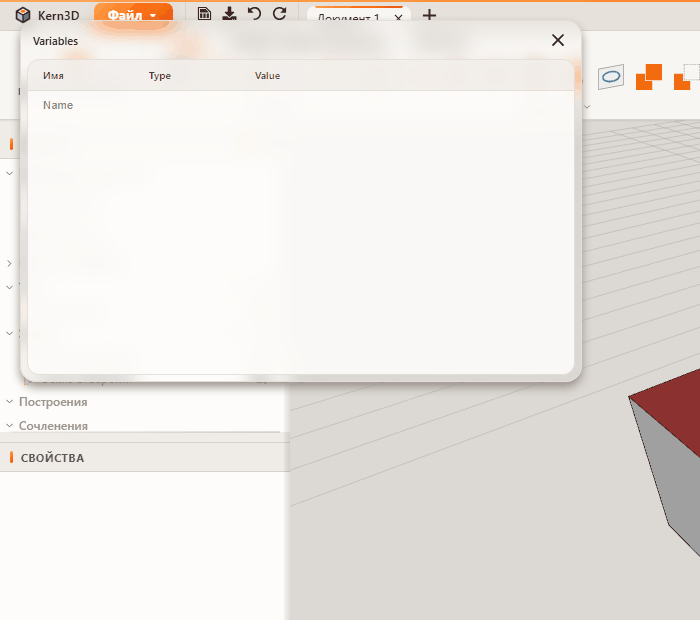 Kern3D
Файл
Документ 1
Variables
Имя Type Value
Name
Построения
Сочленения
СВОЙСТВА